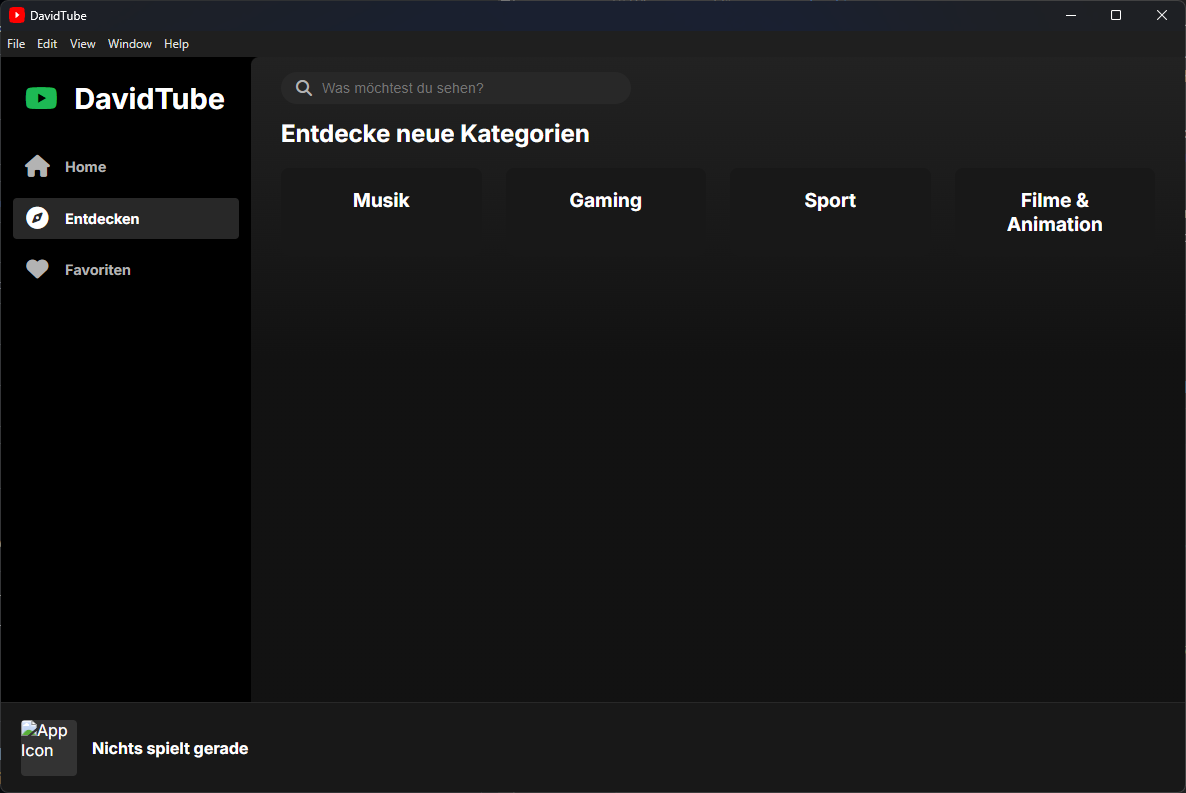 DavidTube
File Edit View Window Help
DavidTube
Was möchtest du sehen?
Entdecke neue Kategorien
Home
Entdecken
Favoriten
Musik
Gaming
Sport
Filme &
Animation
App
Icon
Nichts spielt gerade